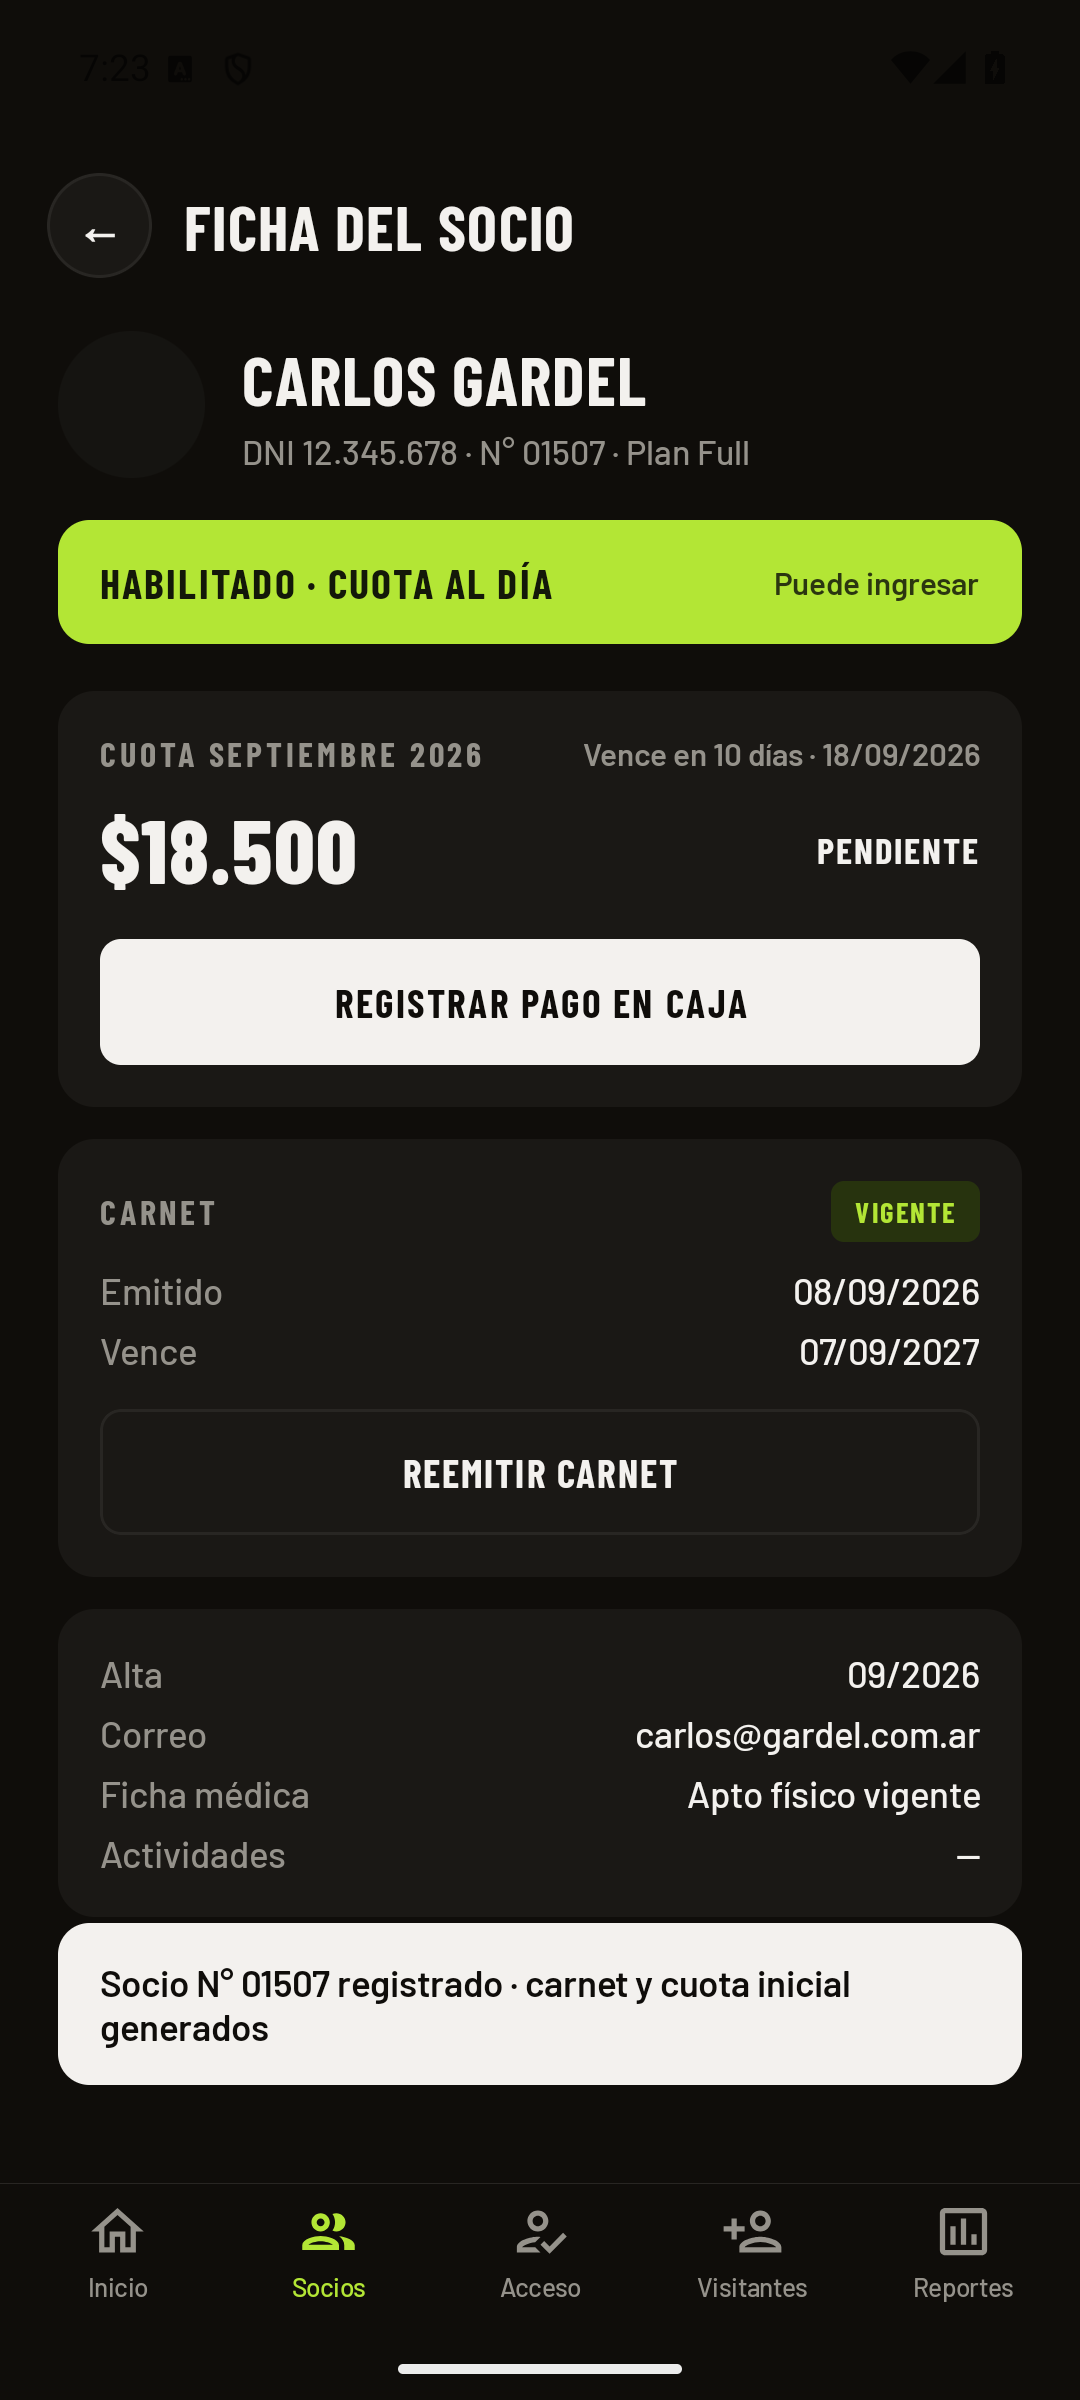 7:23
FICHA DEL SOCIO
CARLOS GARDEL
DNI 12.345.678 · N° 01507 · Plan Full
HABILITADO · CUOTA AL DÍA
Puede ingresar
CUOTA SEPTIEMBRE 2026
Vence en 10 días · 18/09/2026
$18.500
PENDIENTE
REGISTRAR PAGO EN CAJA
CARNET
VIGENTE
Emitido
08/09/2026
Vence
07/09/2027
REEMITIR CARNET
Alta
09/2026
Correo
carlos@gardel.com.ar
Ficha médica
Apto físico vigente
Actividades
—
Socio N° 01507 registrado · carnet y cuota inicial
generados
Inicio
Socios
Acceso
Visitantes
Reportes